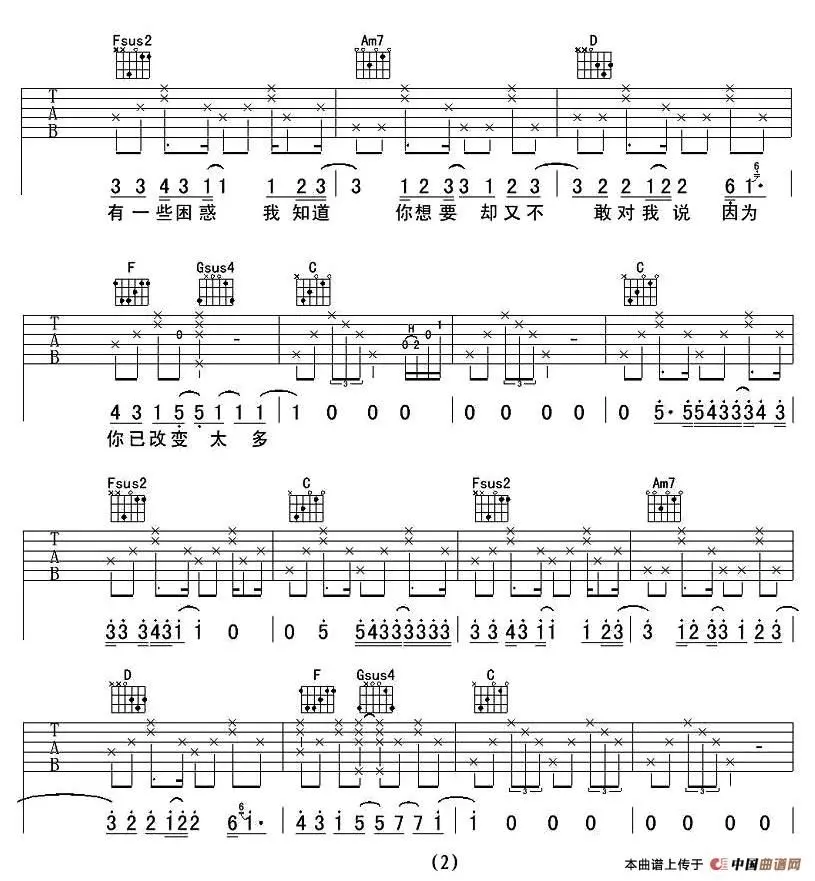 Fsus2 Am7 D
T A B
3 3 4 3 1 1 1 2 3 | 3 1 2 3 3 1 2 3 | 3 2 2 1 2 2 6 1·
有一些困惑 我知道 你想要 却又不 敢对我说 因为
F Gsus4 C C
T A B
0 - H 0 2 0 1 3 3 -
4 3 1 5 5 1 1 1 | 1 0 0 0 | 0 0 0 0 | 0 5· 5 5 4 3 3 3 4 3
你已改变 太多
Fsus2 C Fsus2 Am7
T A B
3 3 3 4 3 1 1 0 | 0 5 5 4 3 3 3 3 3 3 | 3 3 4 3 1 1 1 2 3 | 3 1 2 3 3 1 2 3
D F Gsus4 C
T A B
3 3 3 -
3 2 2 1 2 2 6 1· | 4 3 1 5 5 7 7 1 | 1 0 0 0 | 0 0 0 0
(2)
本曲谱上传于 中国曲谱网